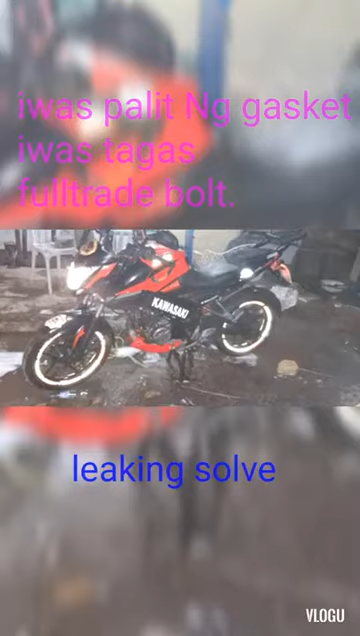 iwas palit Ng gasket
iwas tagas
fulltrade bolt.
KAWASAKI
leaking solve
VLOGU